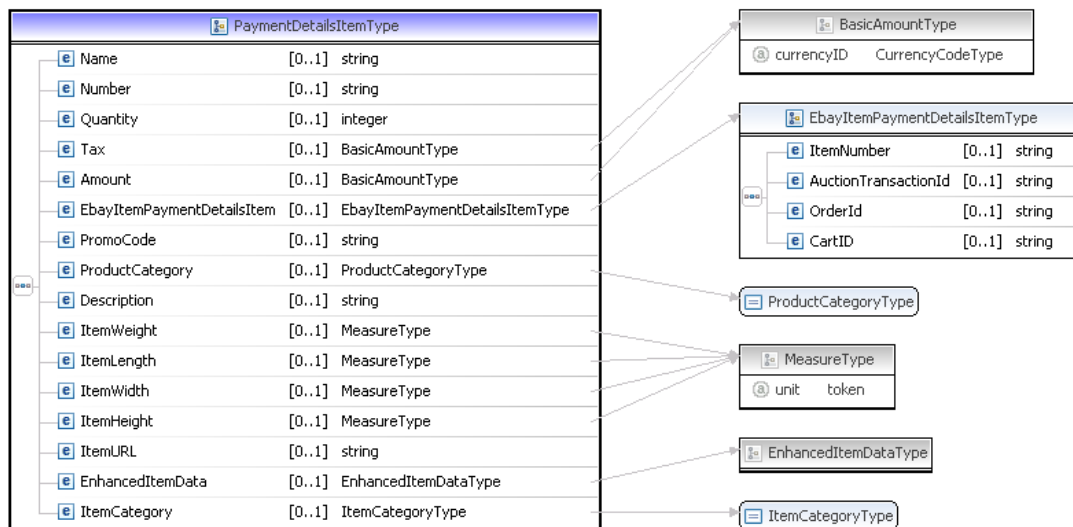 PaymentDetailsItemType
e Name [0..1] string
e Number [0..1] string
e Quantity [0..1] integer
e Tax [0..1] BasicAmountType
e Amount [0..1] BasicAmountType
e EbayItemPaymentDetailsItem [0..1] EbayItemPaymentDetailsItemType
e PromoCode [0..1] string
e ProductCategory [0..1] ProductCategoryType
e Description [0..1] string
e ItemWeight [0..1] MeasureType
e ItemLength [0..1] MeasureType
e ItemWidth [0..1] MeasureType
e ItemHeight [0..1] MeasureType
e ItemURL [0..1] string
e EnhancedItemData [0..1] EnhancedItemDataType
e ItemCategory [0..1] ItemCategoryType
BasicAmountType
a currencyID CurrencyCodeType
EbayItemPaymentDetailsItemType
e ItemNumber [0..1] string
e AuctionTransactionId [0..1] string
e OrderId [0..1] string
e CartID [0..1] string
ProductCategoryType
MeasureType
a unit token
EnhancedItemDataType
ItemCategoryType